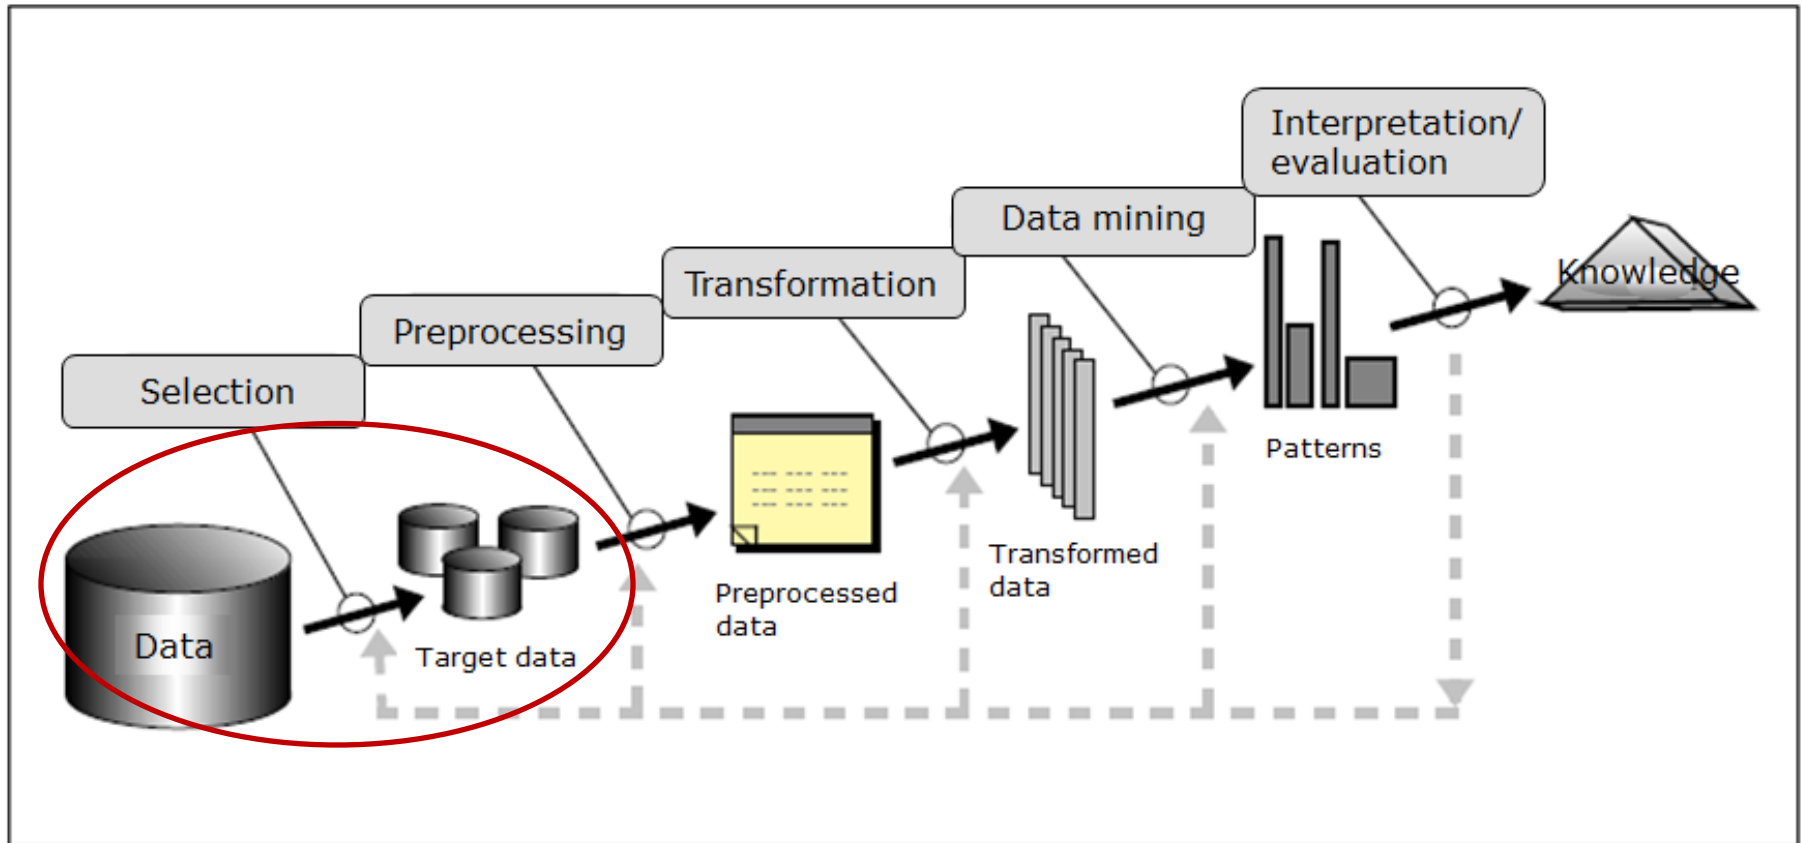 Interpretation/
evaluation
Data mining
Transformation
Preprocessing
Selection
Knowledge
Patterns
Transformed
data
Preprocessed
data
Target data
Data